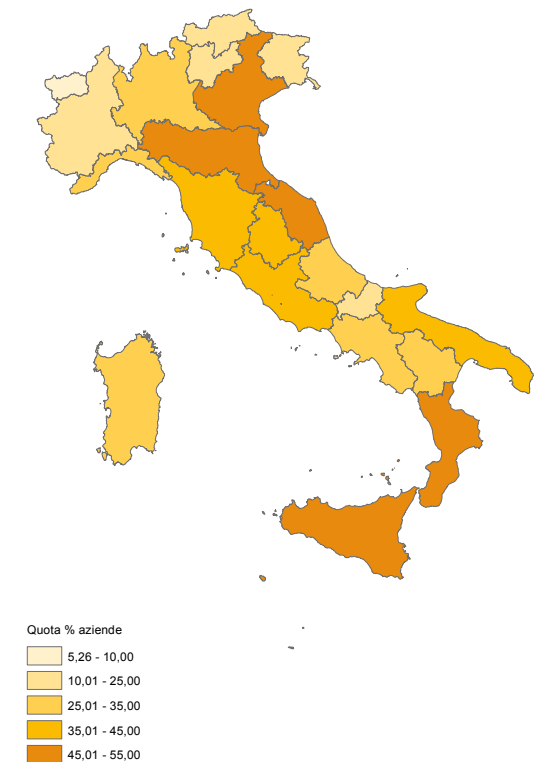 Quota % aziende
5,26 - 10,00
10,01 - 25,00
25,01 - 35,00
35,01 - 45,00
45,01 - 55,00